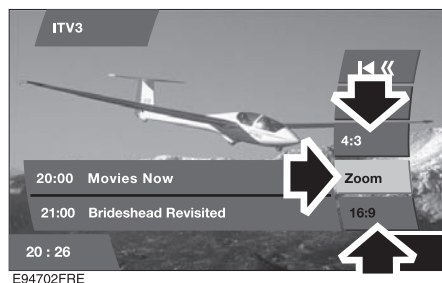 ITV3
4:3
20:00 Movies Now
Zoom
21:00 Brideshead Revisited
16:9
20 : 26
E94702FRE